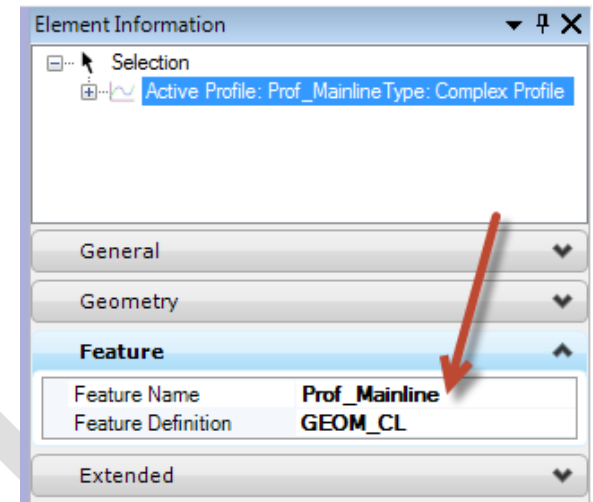 Element Information
Selection
Active Profile: Prof_MainlineType: Complex Profile
General
Geometry
Feature
Feature Name Prof_Mainline
Feature Definition GEOM_CL
Extended